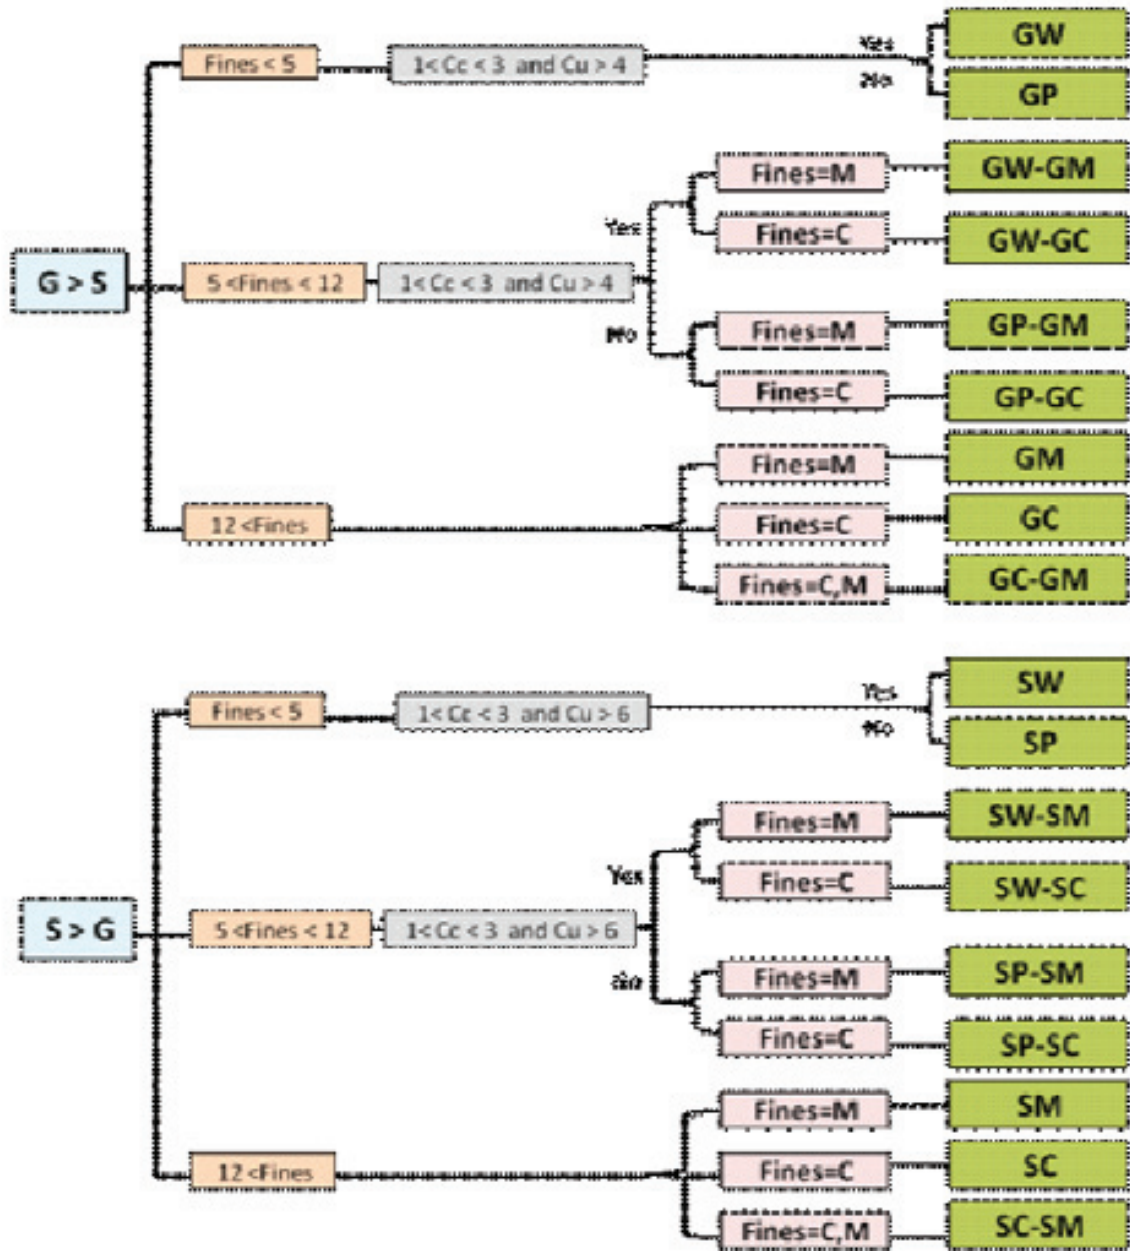 GW
Fines < 5
1< Cc < 3 and Cu > 4
Yes
No
GP
Fines=M
GW-GM
Yes
Fines=C
GW-GC
G > S
5 <Fines < 12
1< Cc < 3 and Cu > 4
No
Fines=M
GP-GM
Fines=C
GP-GC
Fines=M
GM
12 <Fines
Fines=C
GC
Fines=C,M
GC-GM
SW
Fines < 5
1< Cc < 3 and Cu > 6
Yes
No
SP
Fines=M
SW-SM
Yes
Fines=C
SW-SC
S > G
5 <Fines < 12
1< Cc < 3 and Cu > 6
No
Fines=M
SP-SM
Fines=C
SP-SC
Fines=M
SM
12 <Fines
Fines=C
SC
Fines=C,M
SC-SM